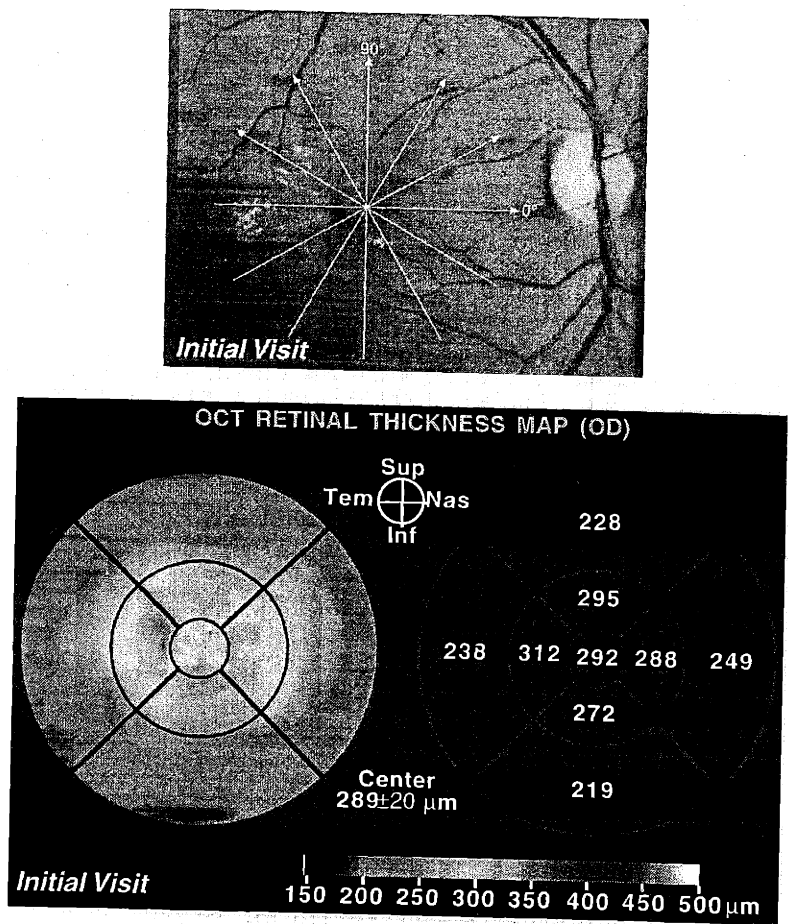 90°
0°
Initial Visit
OCT RETINAL THICKNESS MAP (OD)
Sup
Tem Nas
Inf
228
295
238 312 292 288 249
272
219
Center
289±20 μm
Initial Visit
150 200 250 300 350 400 450 500 μm